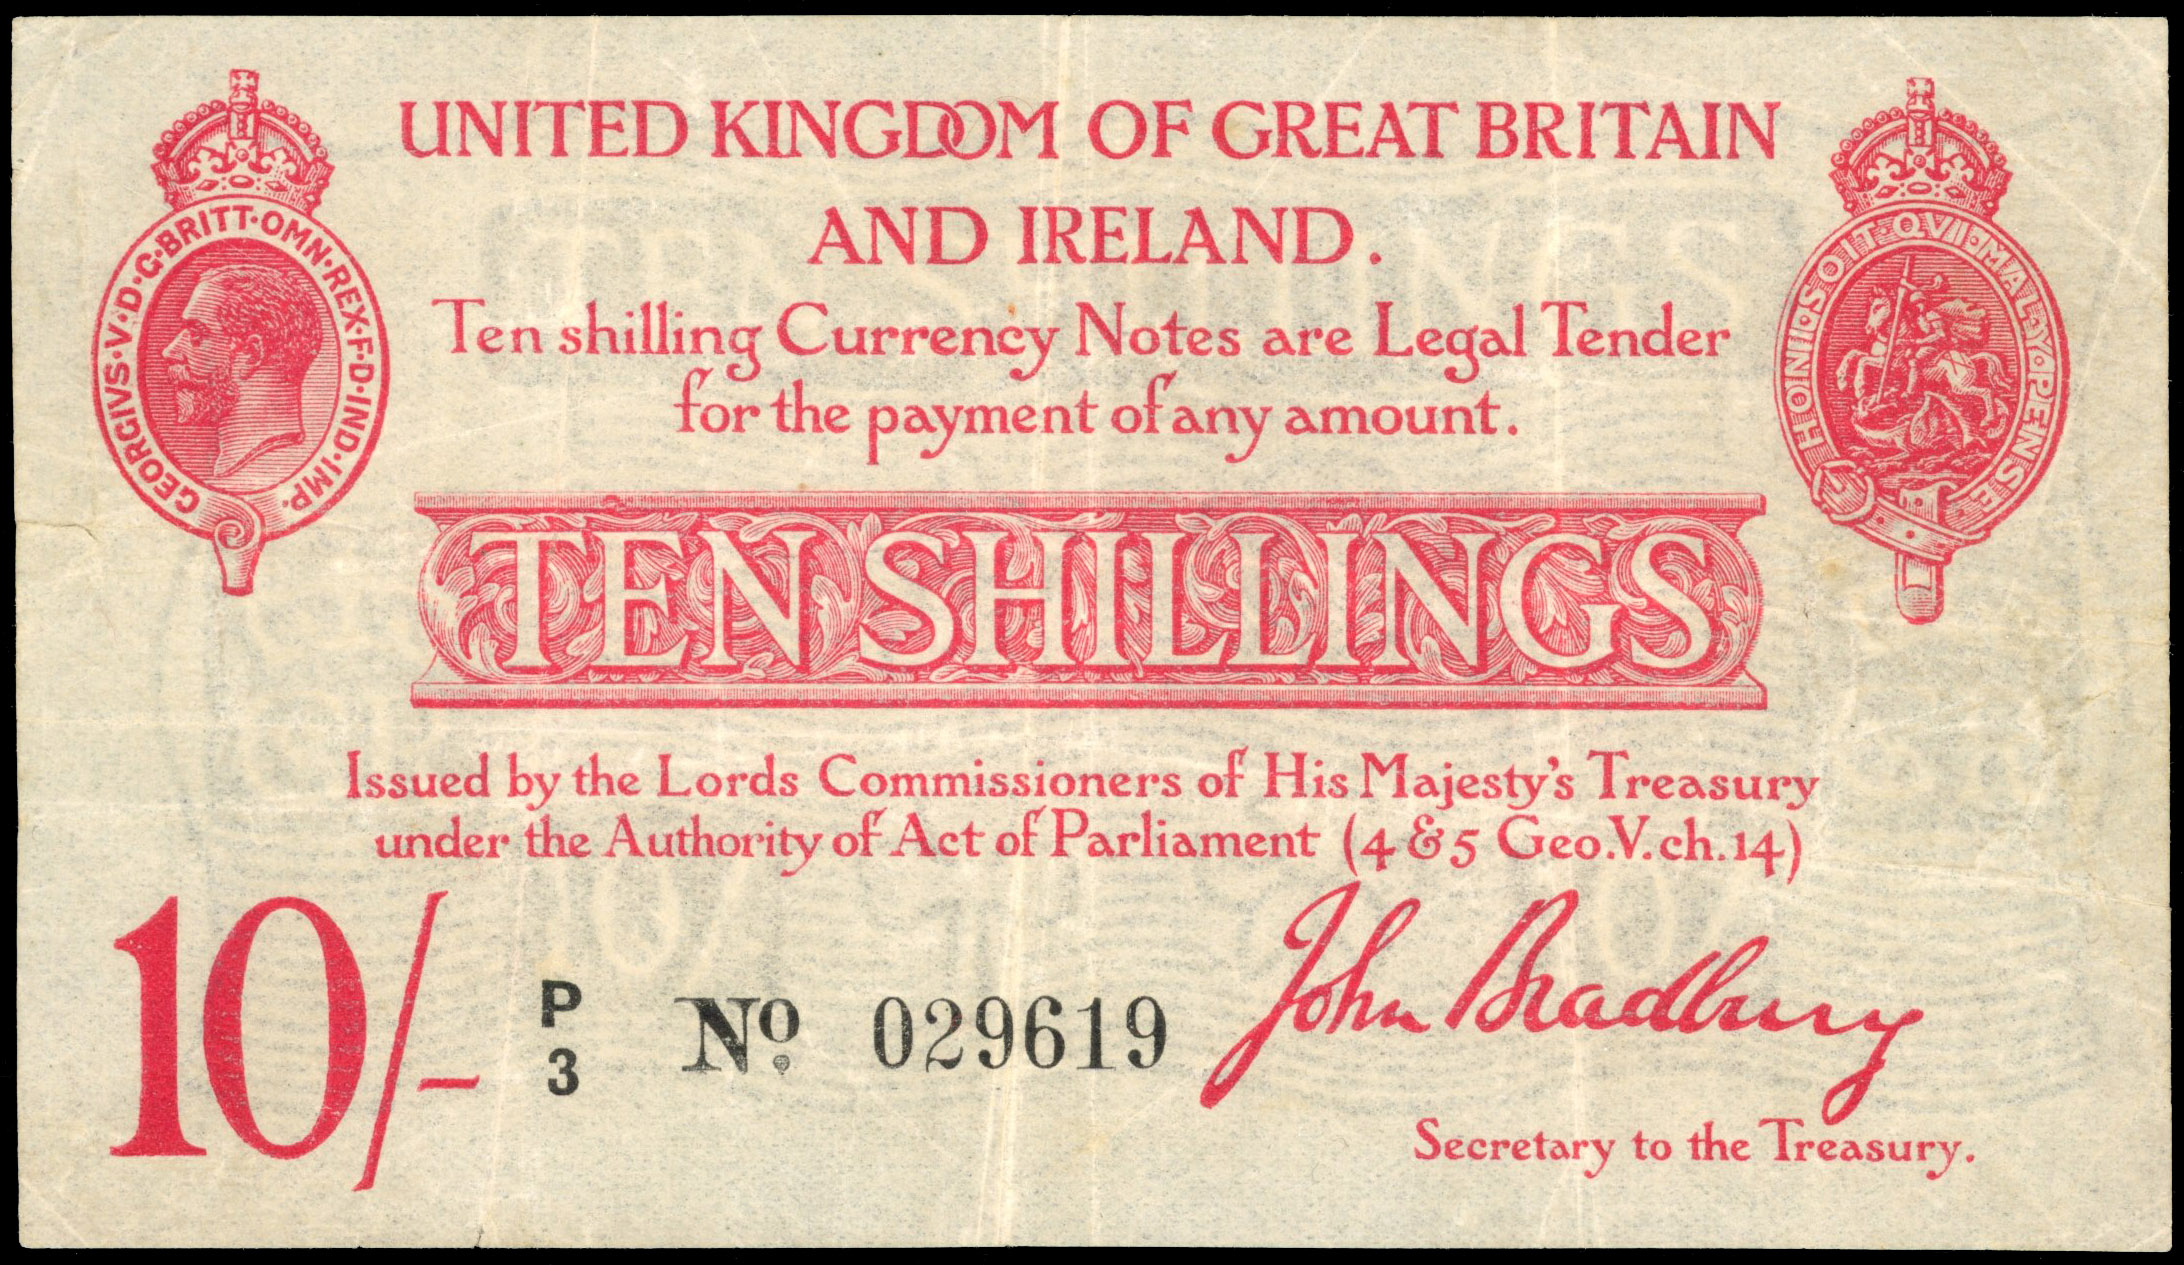 UNITED KINGDOM OF GREAT BRITAIN
AND IRELAND.
GEORGIVS·V·D·G·BRITT·OMN·REX·F·D·IND·IMP.
HONI·SOIT·QVI·MAL·Y·PENSE
Ten shilling Currency Notes are Legal Tender
for the payment of any amount.
TEN SHILLINGS
Issued by the Lords Commissioners of His Majesty's Treasury
under the Authority of Act of Parliament (4 & 5 Geo.V.ch.14)
10/-
P
3
No. 029619
John Bradbury
Secretary to the Treasury.